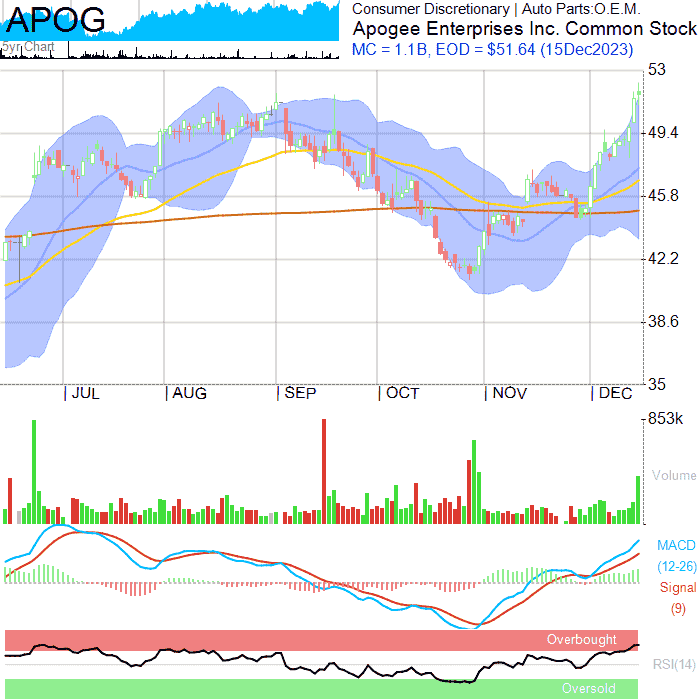 APOG
5yr Chart
Consumer Discretionary | Auto Parts:O.E.M.
Apogee Enterprises Inc. Common Stock
MC = 1.1B, EOD = $51.64 (15Dec2023)
53
49.4
45.8
42.2
38.6
35
| JUL | AUG | SEP | OCT | NOV | DEC
853k
Volume
MACD
(12-26)
Signal
(9)
Overbought
RSI(14)
Oversold